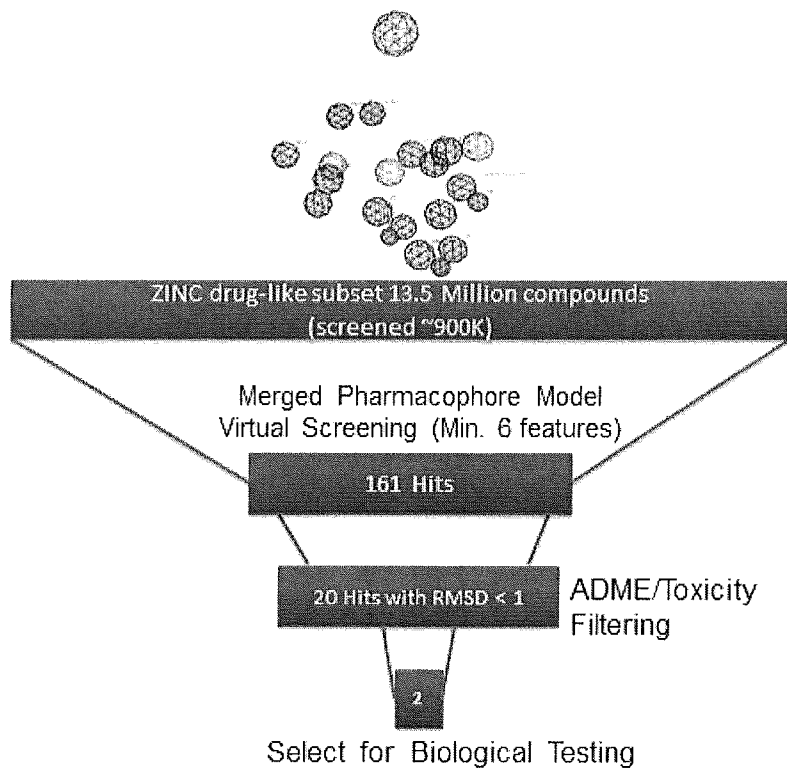 ZINC drug-like subset 13.5 Million compounds
(screened ~900K)
Merged Pharmacophore Model
Virtual Screening (Min. 6 features)
161 Hits
20 Hits with RMSD < 1
ADME/Toxicity
Filtering
2
Select for Biological Testing